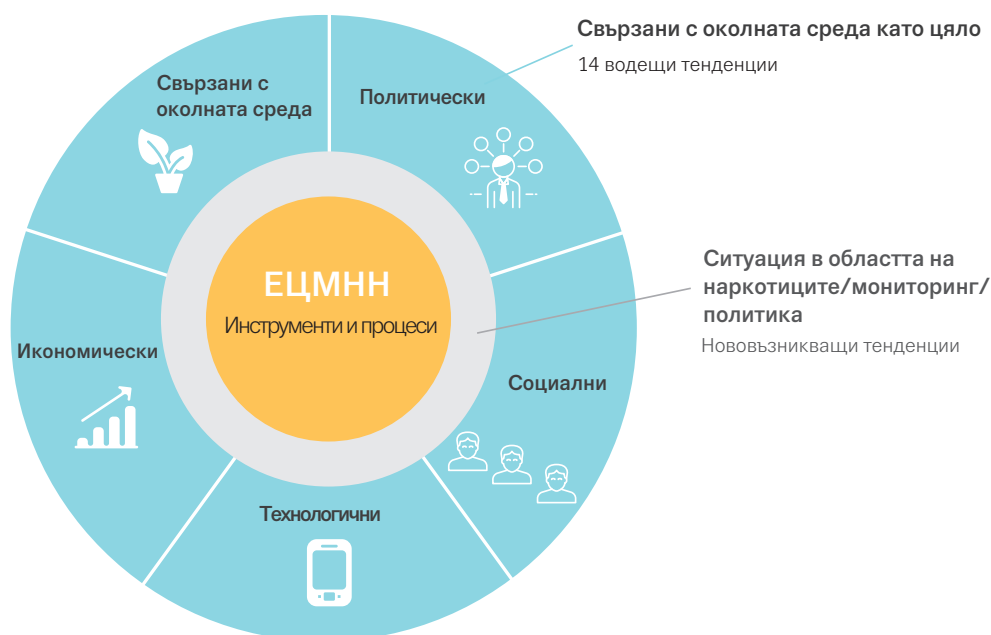 Свързани с околната среда като цяло
14 водещи тенденции
Свързани с
околната среда
Политически
ЕЦМНН
Инструменти и процеси
Ситуация в областта на
наркотиците/мониторинг/
политика
Нововъзникващи тенденции
Икономически
Социални
Технологични